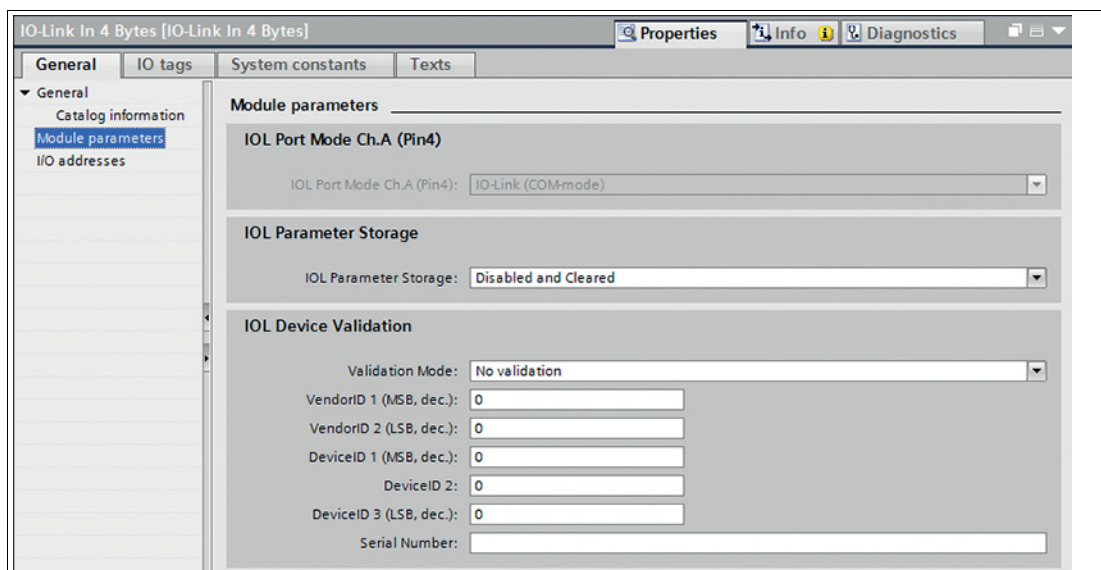 IO-Link In 4 Bytes [IO-Link In 4 Bytes]
Properties
Info
Diagnostics
General
IO tags
System constants
Texts
General
Catalog information
Module parameters
I/O addresses
Module parameters
IOL Port Mode Ch.A (Pin4)
IOL Port Mode Ch.A (Pin4): IO-Link (COM-mode)
IOL Parameter Storage
IOL Parameter Storage: Disabled and Cleared
IOL Device Validation
Validation Mode: No validation
VendorID 1 (MSB, dec.): 0
VendorID 2 (LSB, dec.): 0
DeviceID 1 (MSB, dec.): 0
DeviceID 2: 0
DeviceID 3 (LSB, dec.): 0
Serial Number: